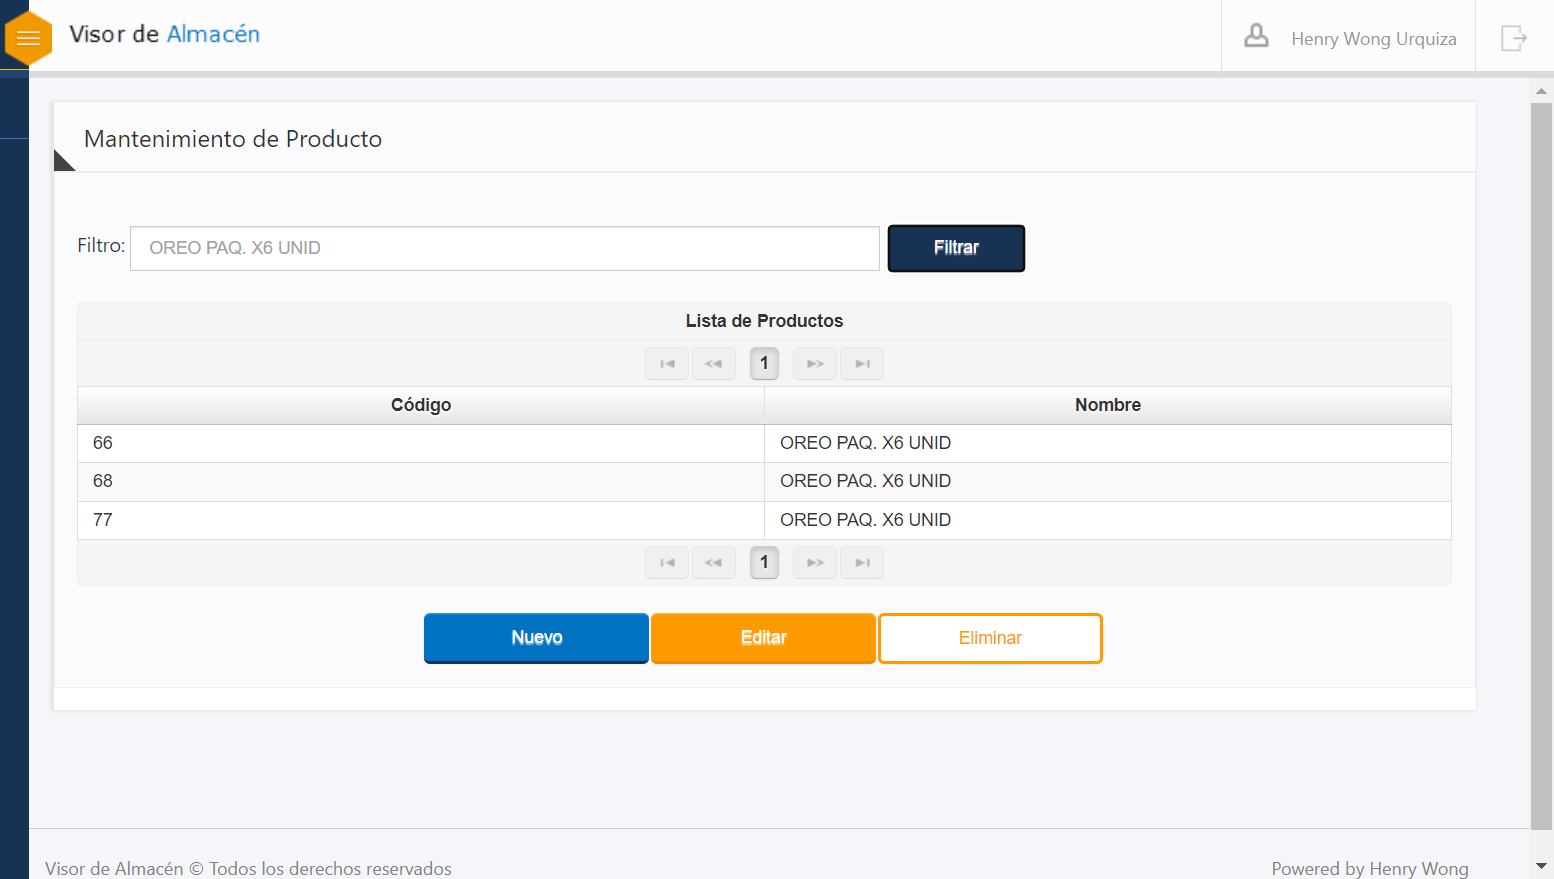 Visor de Almacén
Henry Wong Urquiza
Mantenimiento de Producto
Filtro: OREO PAQ. X6 UNID Filtrar
Lista de Productos
1
Código Nombre
66 OREO PAQ. X6 UNID
68 OREO PAQ. X6 UNID
77 OREO PAQ. X6 UNID
1
Nuevo Editar Eliminar
Visor de Almacén © Todos los derechos reservados Powered by Henry Wong